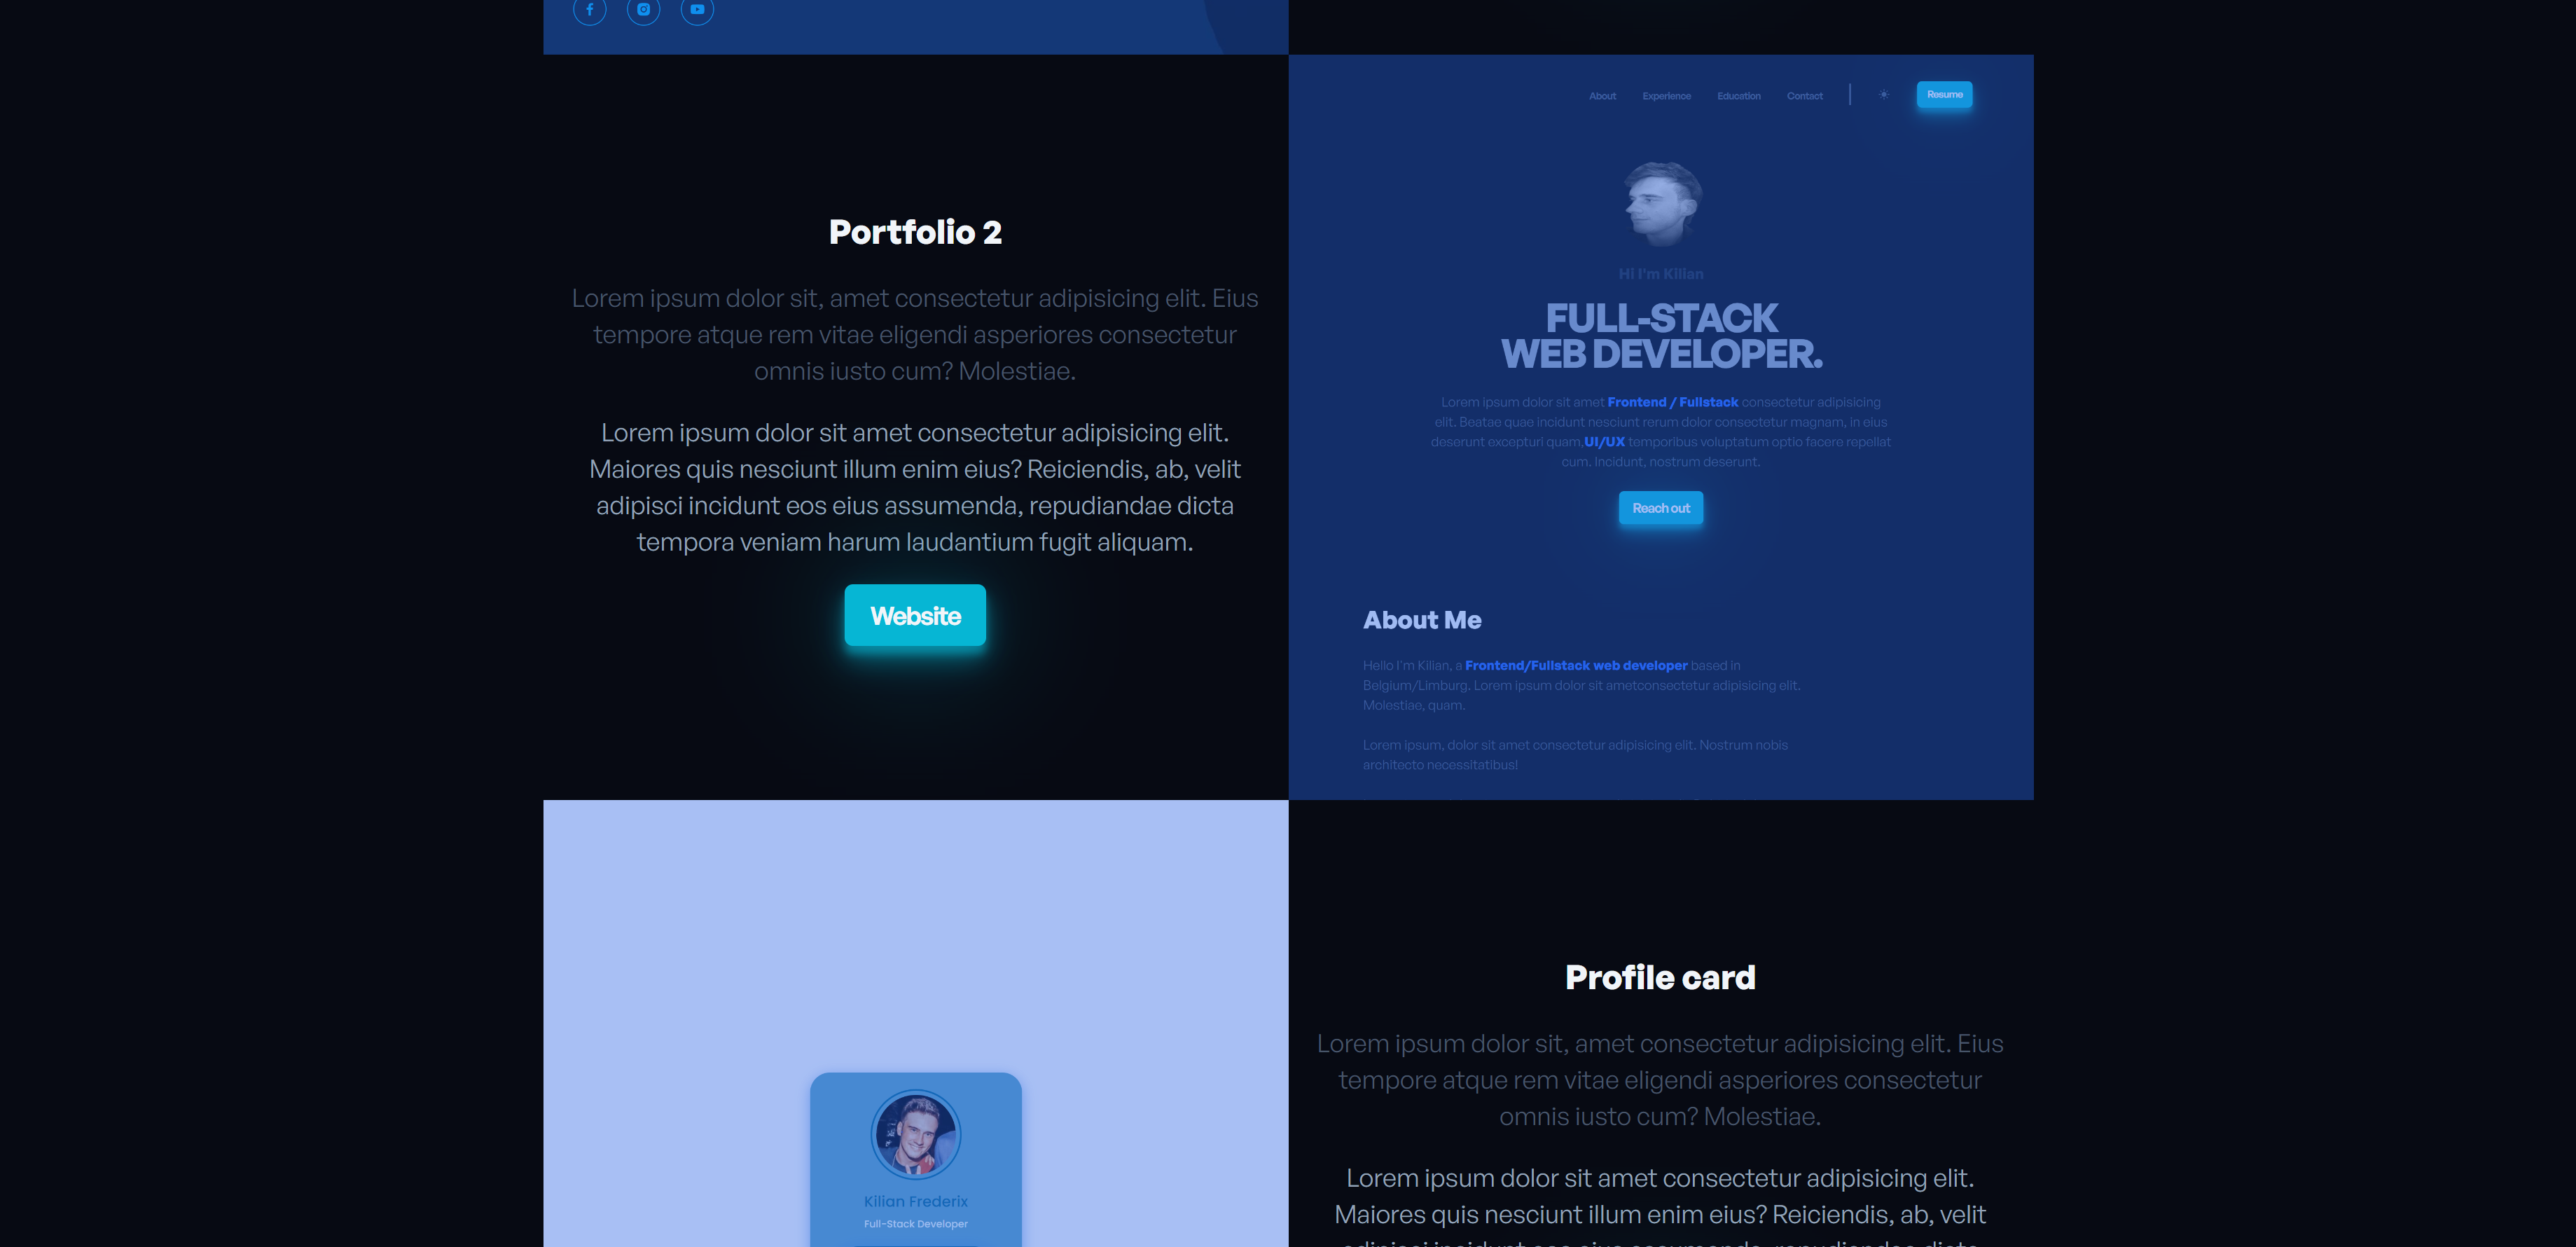 Portfolio 2
Lorem ipsum dolor sit, amet consectetur adipisicing elit. Eius
tempore atque rem vitae eligendi asperiores consectetur
omnis iusto cum? Molestiae.
Lorem ipsum dolor sit amet consectetur adipisicing elit.
Maiores quis nesciunt illum enim eius? Reiciendis, ab, velit
adipisci incidunt eos eius assumenda, repudiandae dicta
tempora veniam harum laudantium fugit aliquam.
Website
About Experience Education Contact Resume
Hi I'm Kilian
FULL-STACK
WEB DEVELOPER.
Lorem ipsum dolor sit amet Frontend / Fullstack consectetur adipisicing
elit. Beatae quae incidunt nesciunt rerum dolor consectetur magnam, in eius
deserunt excepturi quam,UI/UX temporibus voluptatum optio facere repellat
cum. Incidunt, nostrum deserunt.
Reach out
About Me
Hello I'm Kilian, a Frontend/Fullstack web developer based in
Belgium/Limburg. Lorem ipsum dolor sit ametconsectetur adipisicing elit.
Molestiae, quam.
Lorem ipsum, dolor sit amet consectetur adipisicing elit. Nostrum nobis
architecto necessitatibus!
Kilian Frederix
Full-Stack Developer
Profile card
Lorem ipsum dolor sit, amet consectetur adipisicing elit. Eius
tempore atque rem vitae eligendi asperiores consectetur
omnis iusto cum? Molestiae.
Lorem ipsum dolor sit amet consectetur adipisicing elit.
Maiores quis nesciunt illum enim eius? Reiciendis, ab, velit